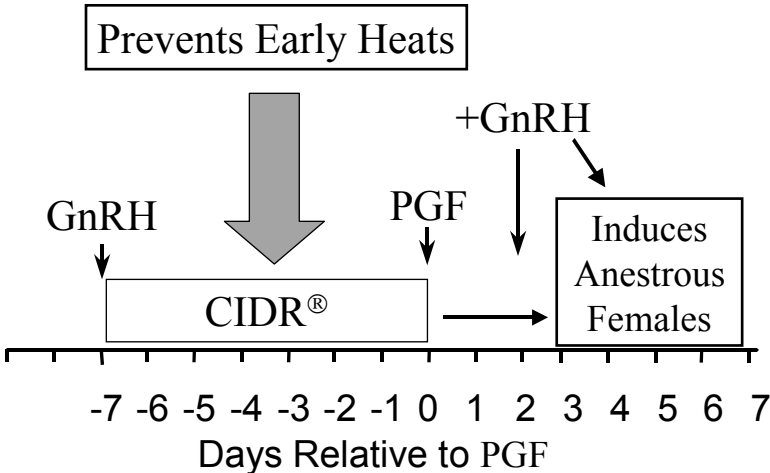 Prevents Early Heats
+GnRH
GnRH
PGF
Induces
Anestrous
Females
CIDR®
-7 -6 -5 -4 -3 -2 -1 0 1 2 3 4 5 6 7
Days Relative to PGF